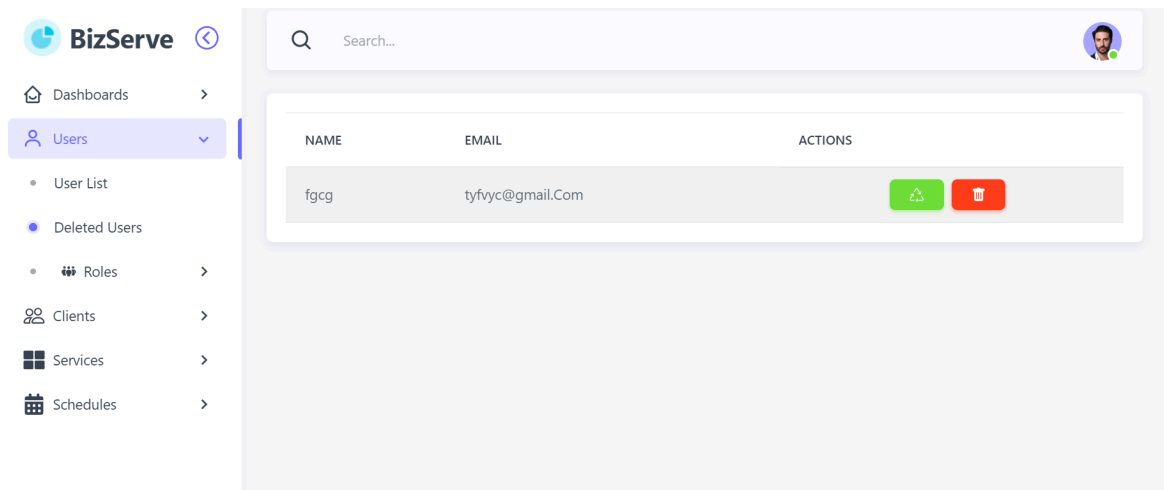 BizServe
Search...
Dashboards
Users
User List
Deleted Users
Roles
Clients
Services
Schedules
NAME EMAIL ACTIONS
fgcg tyfvyc@gmail.Com